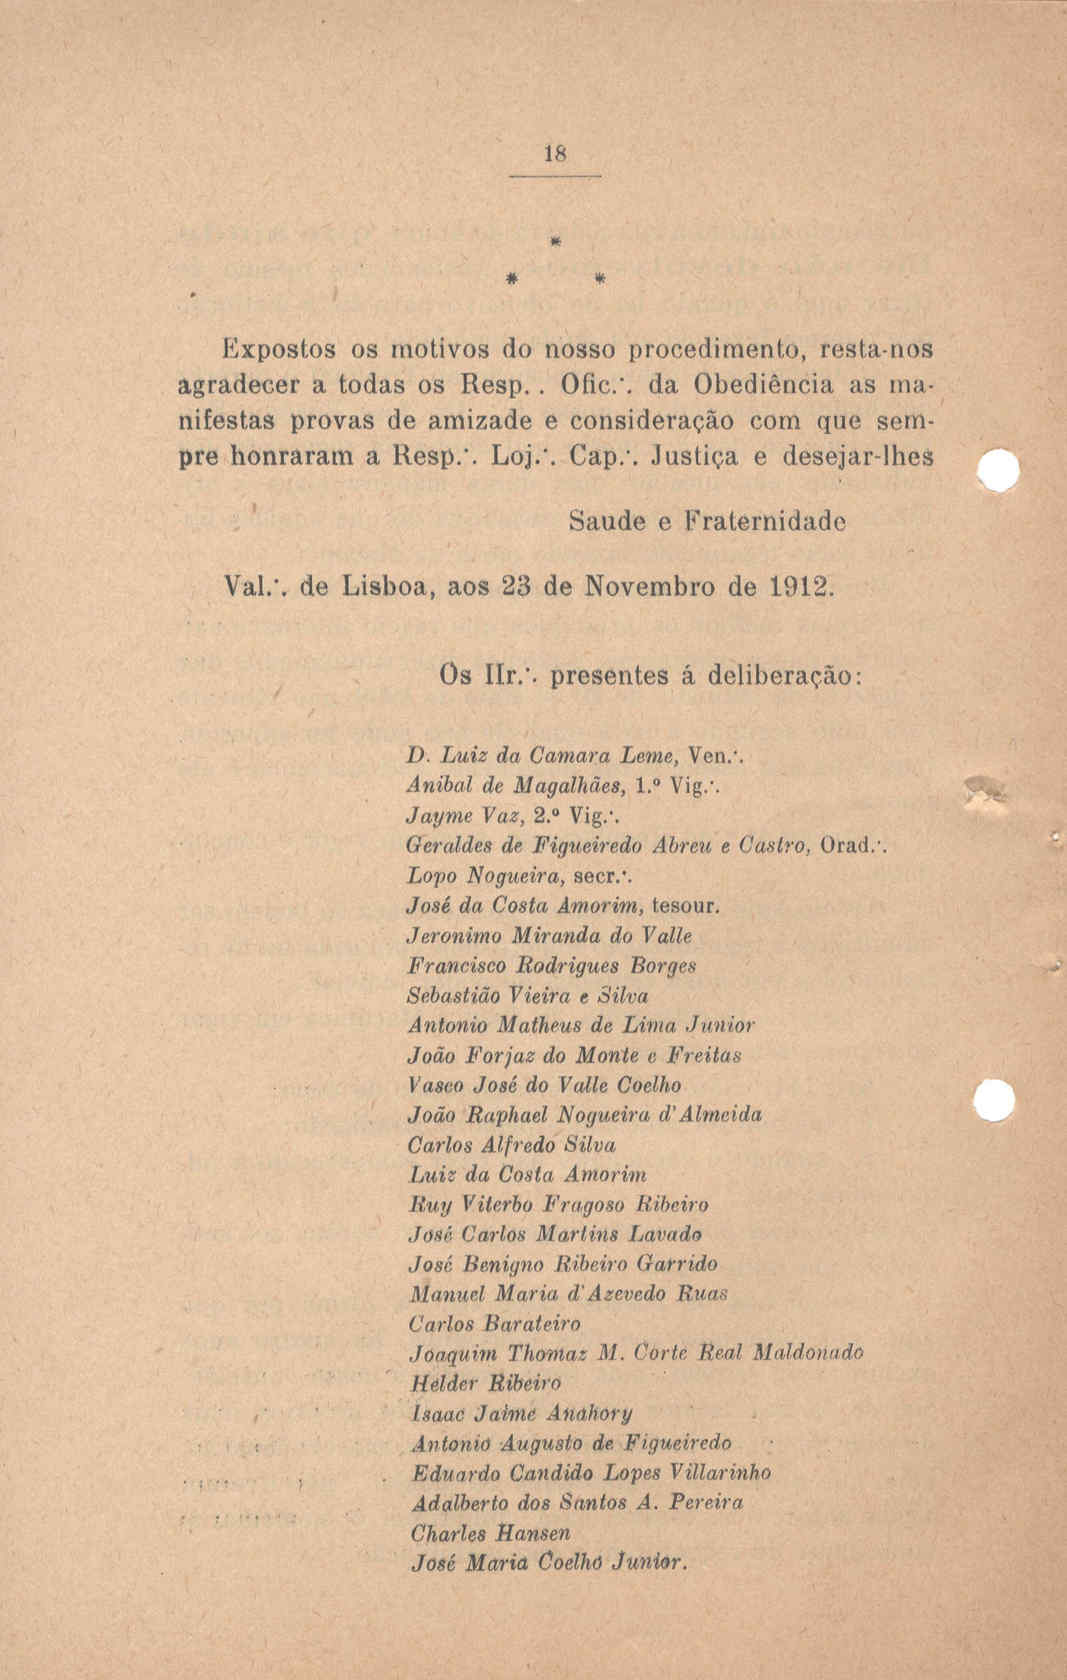 18
*
* *
Expostos os motivos do nosso procedimento, resta-nos
agradecer a todas os Resp. . Ofic.∙. da Obediência as ma-
nifestas provas de amizade e consideração com que sem-
pre honraram a Resp.∙. Loj.∙. Cap.∙. Justiça e desejar-lhes
Saude e Fraternidade
Val.∙. de Lisboa, aos 23 de Novembro de 1912.
Os IIr.∙. presentes á deliberação:
D. Luiz da Camara Leme, Ven.∙.
Anibal de Magalhães, 1.º Vig.∙.
Jayme Vaz, 2.º Vig.∙.
Geraldes de Figueiredo Abreu e Castro, Orad.∙.
Lopo Nogueira, secr.∙.
José da Costa Amorim, tesour.
Jeronimo Miranda do Valle
Francisco Rodrigues Borges
Sebastião Vieira e Silva
Antonio Matheus de Lima Junior
João Forjaz do Monte e Freitas
Vasco José do Valle Coelho
João Raphael Nogueira d'Almeida
Carlos Alfredo Silva
Luiz da Costa Amorim
Ruy Viterbo Fragoso Ribeiro
José Carlos Martins Lavado
José Benigno Ribeiro Garrido
Manuel Maria d'Azevedo Ruas
Carlos Barateiro
Joaquim Thomaz M. Corte Real Maldonado
Helder Ribeiro
Isaac Jaime Anahory
Antonio Augusto de Figueiredo
Eduardo Candido Lopes Villarinho
Adalberto dos Santos A. Pereira
Charles Hansen
José Maria Coelho Junior.